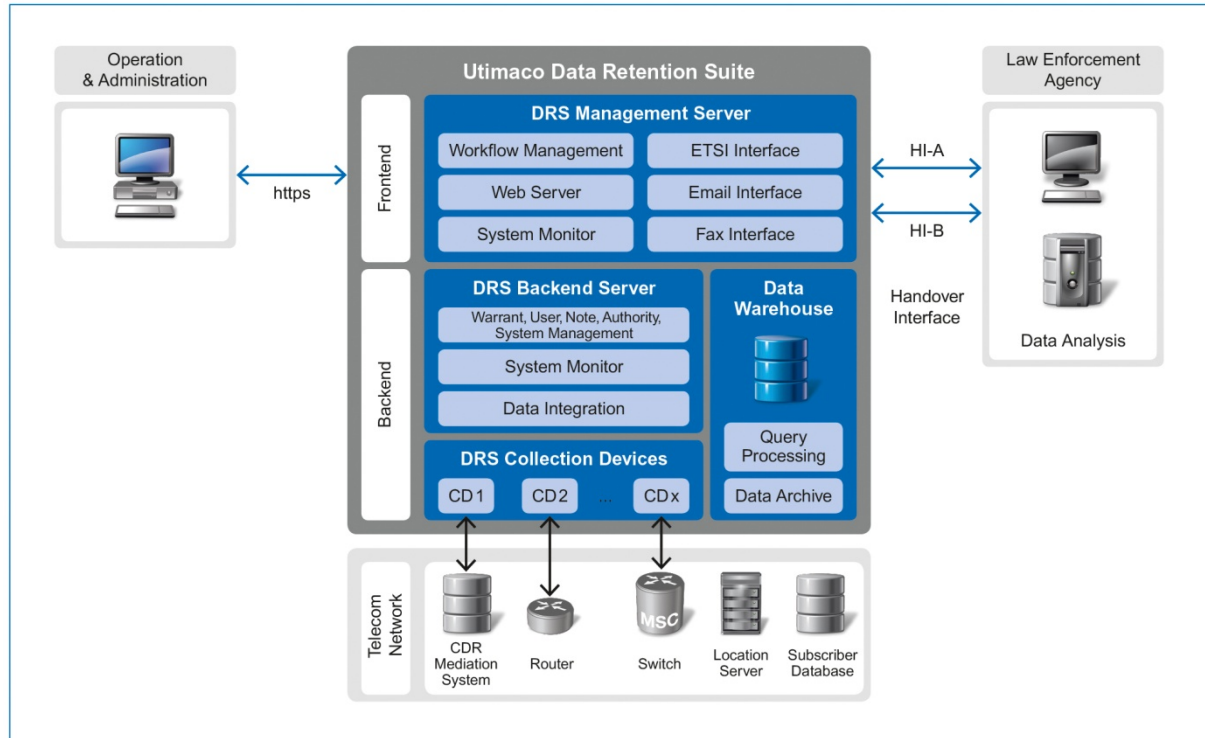 Operation
& Administration
https
Utimaco Data Retention Suite
Frontend
DRS Management Server
Workflow Management
ETSI Interface
Web Server
Email Interface
System Monitor
Fax Interface
Backend
DRS Backend Server
Warrant, User, Note, Authority,
System Management
System Monitor
Data Integration
Data
Warehouse
Query
Processing
Data Archive
DRS Collection Devices
CD 1
CD 2
...
CD x
Law Enforcement
Agency
HI-A
HI-B
Handover
Interface
Data Analysis
Telecom
Network
CDR
Mediation
System
Router
MSC
Switch
Location
Server
Subscriber
Database